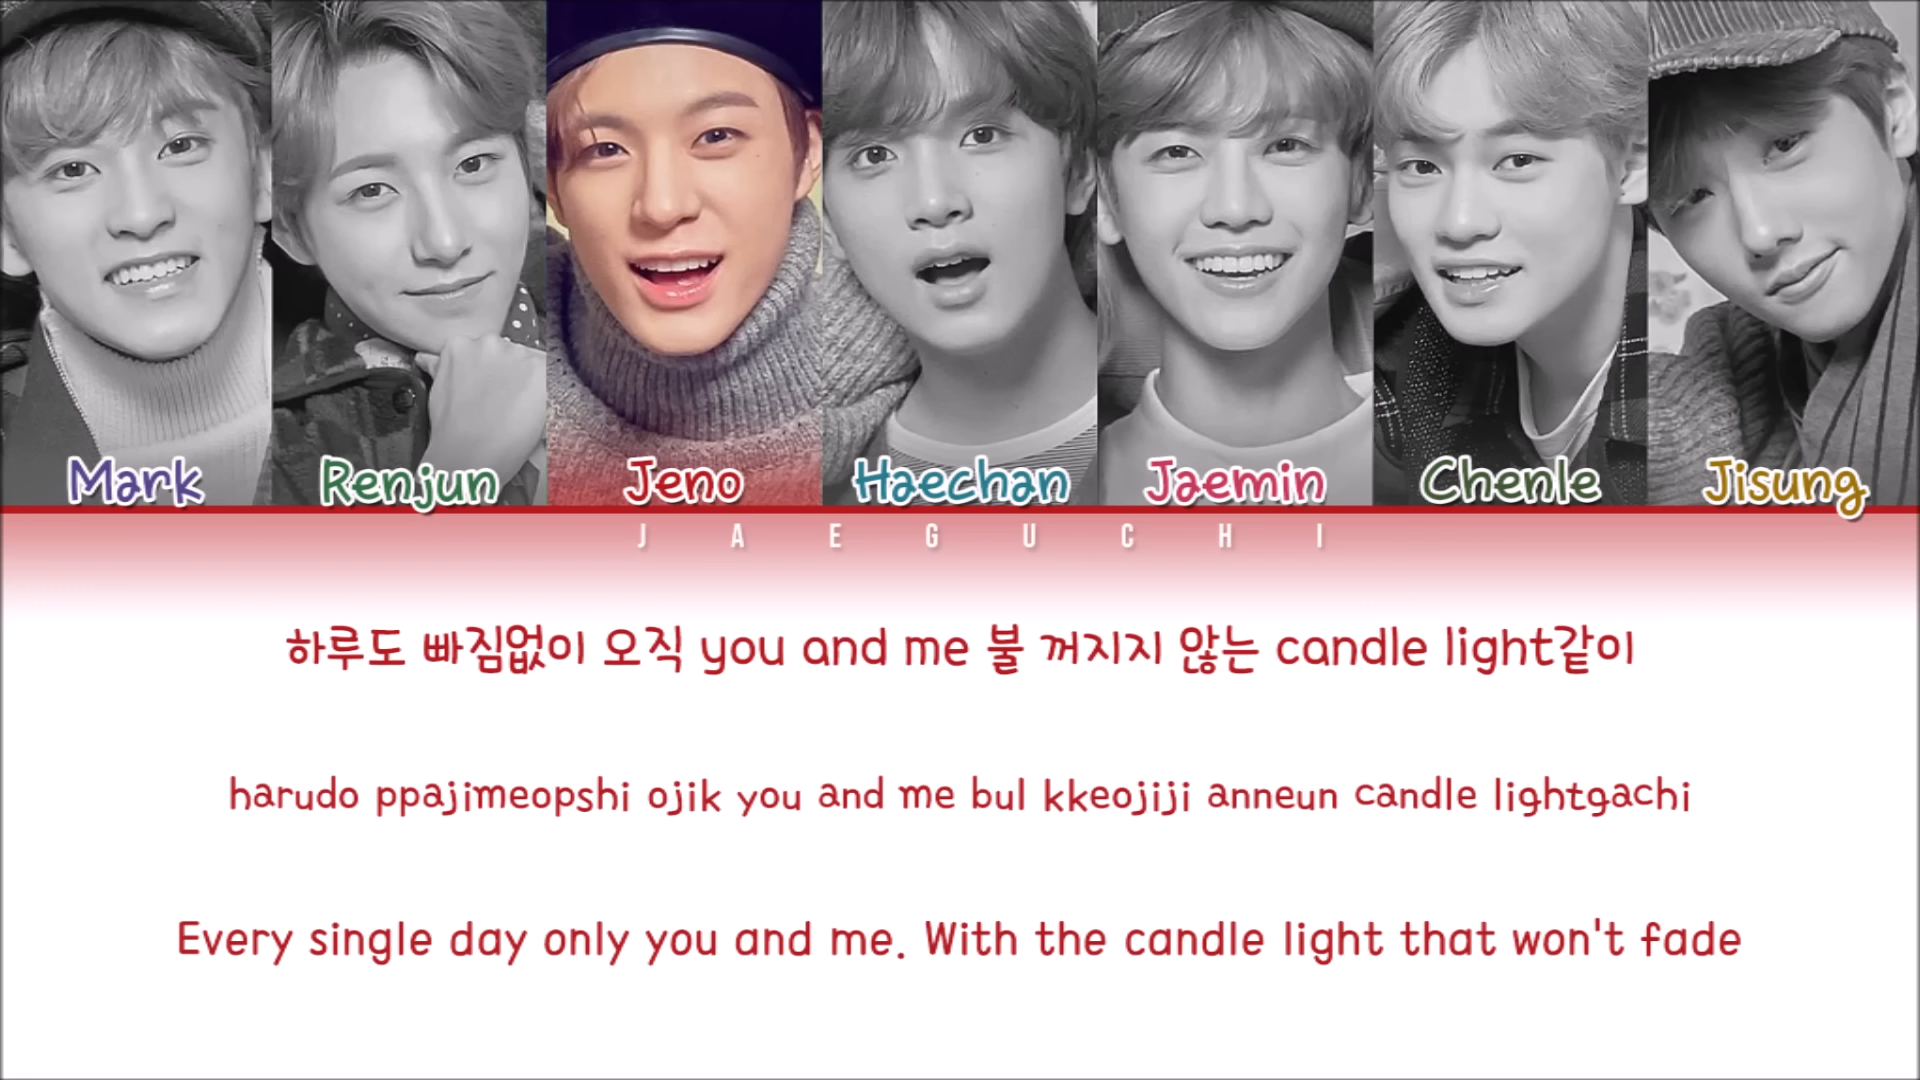 Mark Renjun Jeno Haechan Jaemin Chenle Jisung
JAEGUCHI
하루도 빠짐없이 오직 you and me 불 꺼지지 않는 candle light같이
harudo ppajimeopshi ojik you and me bul kkeojiji anneun candle lightgachi
Every single day only you and me. With the candle light that won't fade